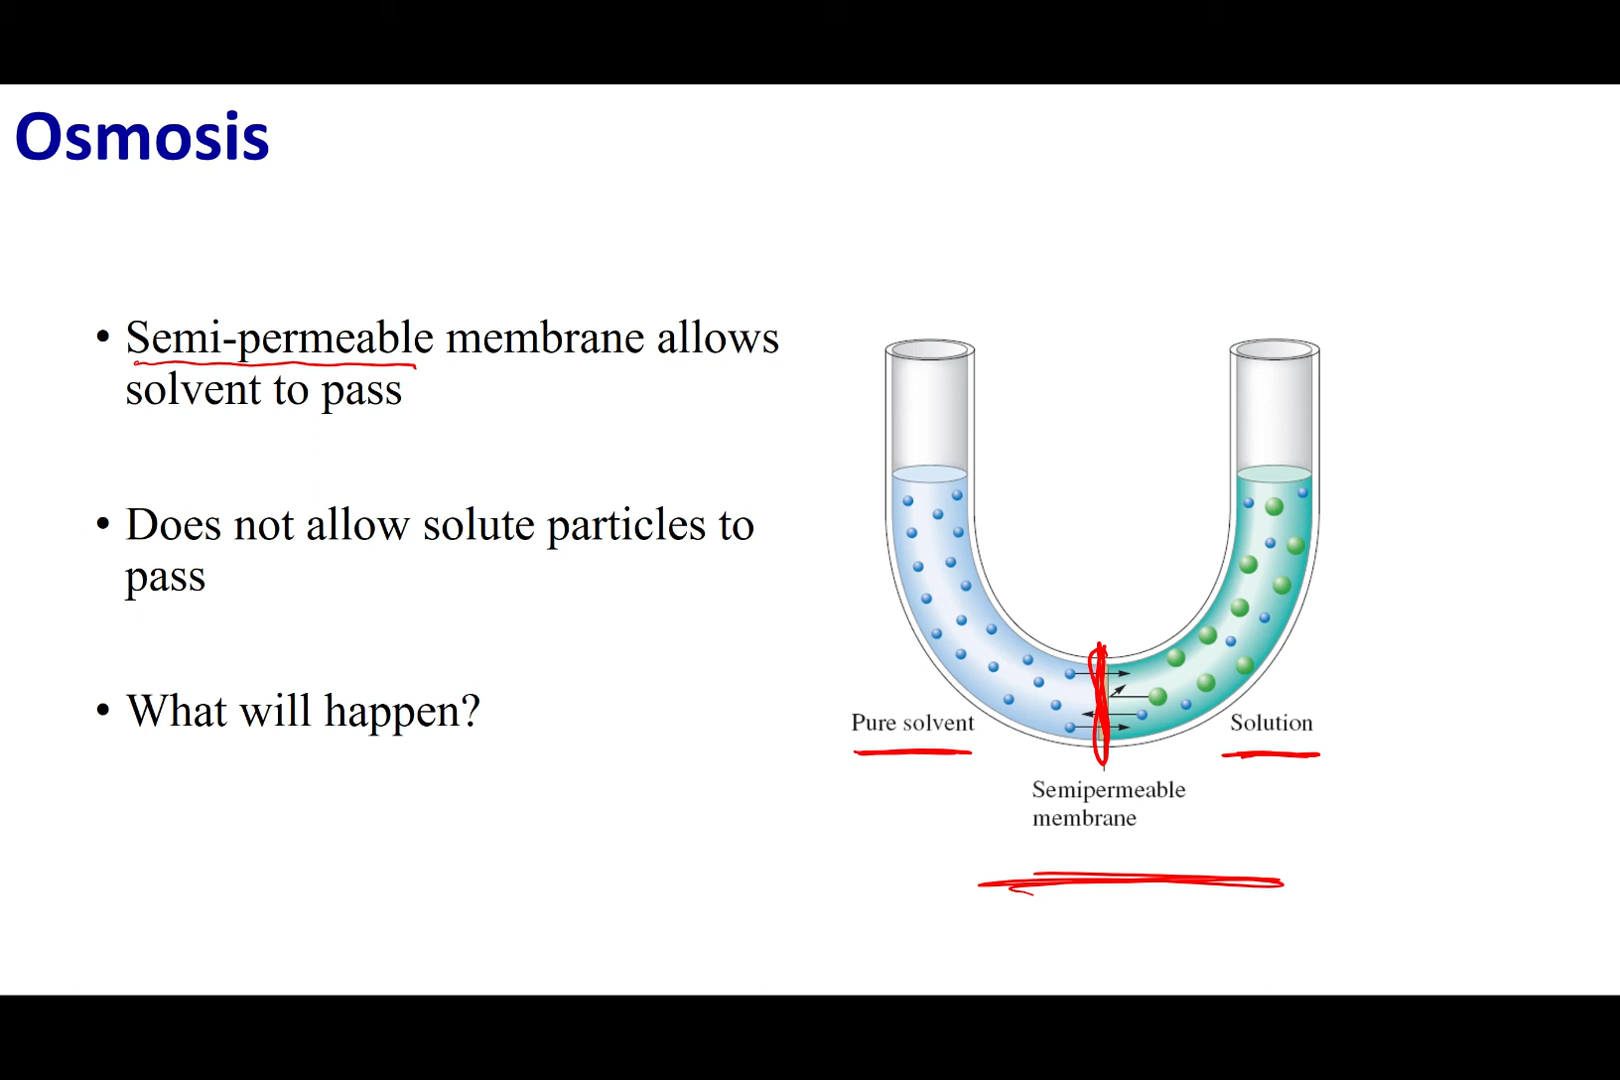 Osmosis
• Semi-permeable membrane allows
solvent to pass
• Does not allow solute particles to
pass
• What will happen?
Pure solvent
Solution
Semipermeable
membrane